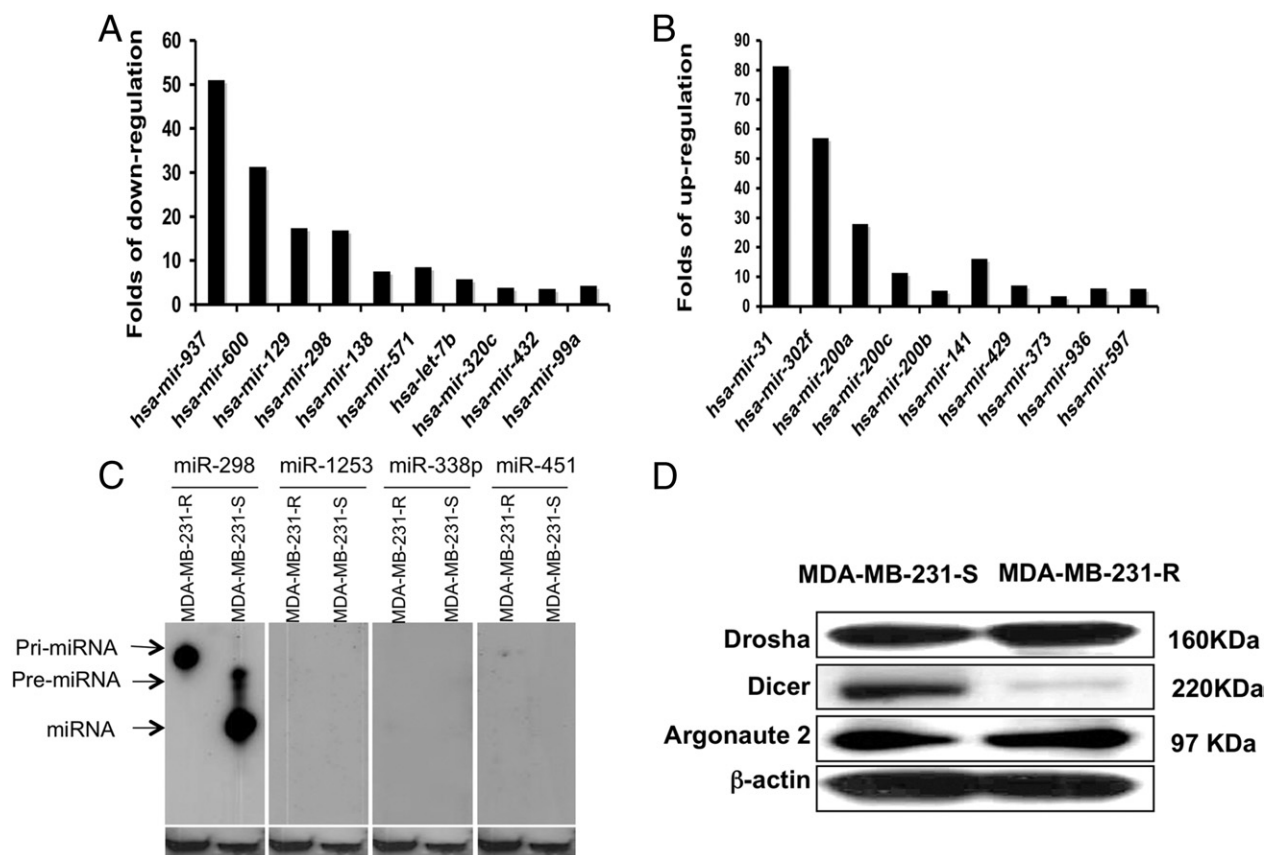 A
Folds of down-regulation
60
50
40
30
20
10
0
hsa-mir-937
hsa-mir-600
hsa-mir-129
hsa-mir-298
hsa-mir-138
hsa-mir-571
hsa-let-7b
hsa-mir-320c
hsa-mir-432
hsa-mir-99a
B
Folds of up-regulation
90
80
70
60
50
40
30
20
10
0
hsa-mir-31
hsa-mir-302f
hsa-mir-200a
hsa-mir-200c
hsa-mir-200b
hsa-mir-141
hsa-mir-429
hsa-mir-373
hsa-mir-936
hsa-mir-597
C
miR-298 miR-1253 miR-338p miR-451
MDA-MB-231-R
MDA-MB-231-S
MDA-MB-231-R
MDA-MB-231-S
MDA-MB-231-R
MDA-MB-231-S
MDA-MB-231-R
MDA-MB-231-S
Pri-miRNA
Pre-miRNA
miRNA
D
MDA-MB-231-S MDA-MB-231-R
Drosha 160KDa
Dicer 220KDa
Argonaute 2 97 KDa
β-actin